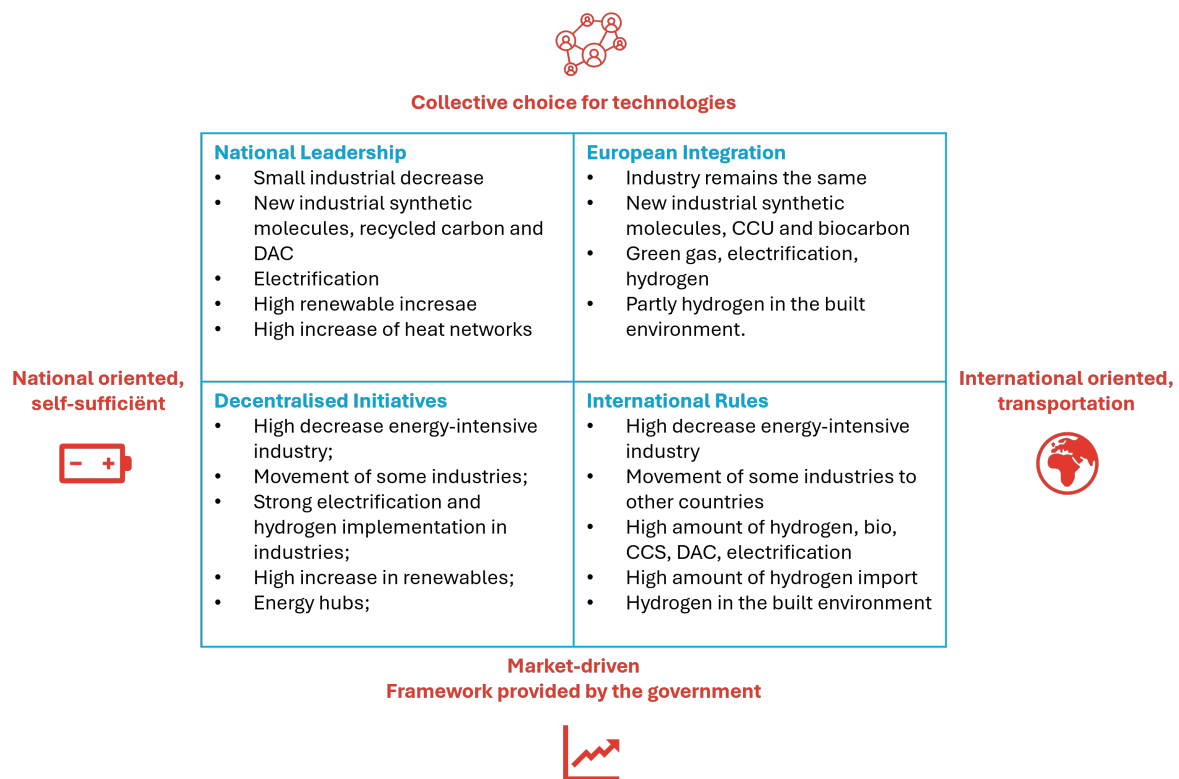 Collective choice for technologies
National Leadership
• Small industrial decrease
• New industrial synthetic
molecules, recycled carbon and
DAC
• Electrification
• High renewable incresae
• High increase of heat networks
European Integration
• Industry remains the same
• New industrial synthetic
molecules, CCU and biocarbon
• Green gas, electrification,
hydrogen
• Partly hydrogen in the built
environment.
National oriented,
self-sufficiënt
International oriented,
transportation
Decentralised Initiatives
• High decrease energy-intensive
industry;
• Movement of some industries;
• Strong electrification and
hydrogen implementation in
industries;
• High increase in renewables;
• Energy hubs;
International Rules
• High decrease energy-intensive
industry
• Movement of some industries to
other countries
• High amount of hydrogen, bio,
CCS, DAC, electrification
• High amount of hydrogen import
• Hydrogen in the built environment
Market-driven
Framework provided by the government